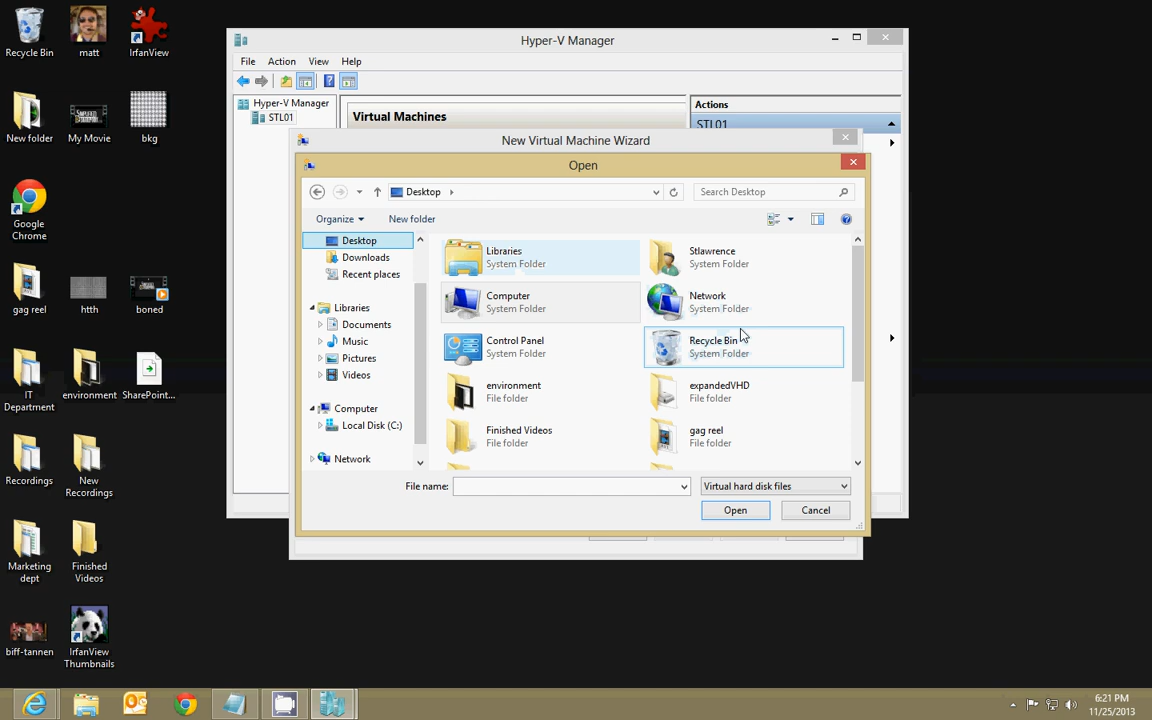 Recycle Bin
matt
IrfanView
New folder
My Movie
bkg
Google
Chrome
gag reel
htth
boned
IT
Department
environment
SharePoint...
Recordings
New
Recordings
Marketing
dept
Finished
Videos
biff-tannen
IrfanView
Thumbnails
Hyper-V Manager
File
Action
View
Help
Hyper-V Manager
STL01
Virtual Machines
Actions
STL01
New Virtual Machine Wizard
Open
Desktop
Search Desktop
Organize
New folder
Desktop
Downloads
Recent places
Libraries
Documents
Music
Pictures
Videos
Computer
Local Disk (C:)
Network
Libraries
System Folder
Stlawrence
System Folder
Computer
System Folder
Network
System Folder
Control Panel
System Folder
Recycle Bin
System Folder
environment
File folder
expandedVHD
File folder
Finished Videos
File folder
gag reel
File folder
File name:
Virtual hard disk files
Open
Cancel
6:21 PM
11/25/2013